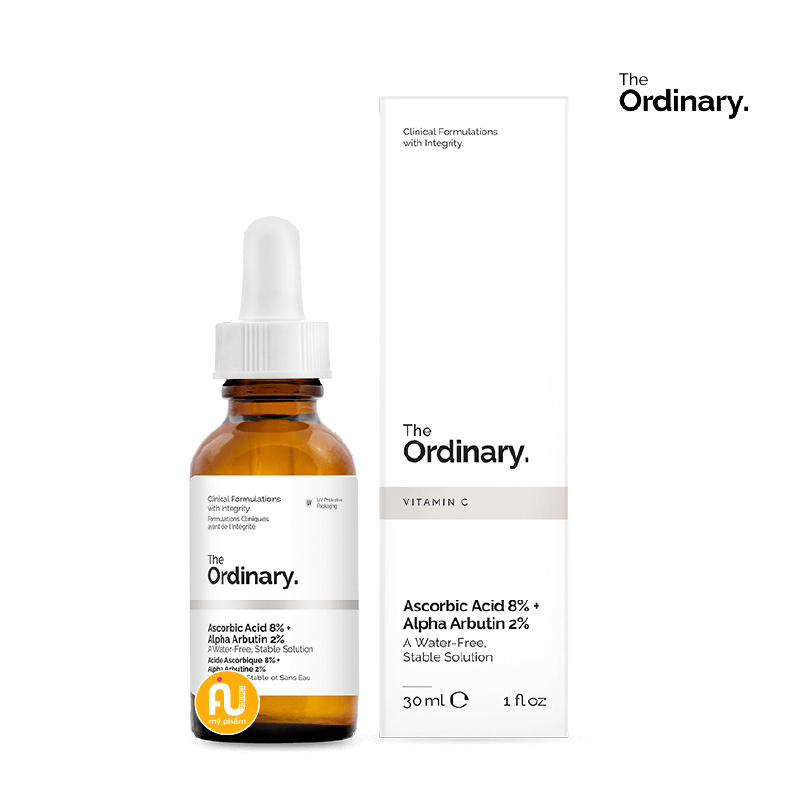 The
Ordinary.
Clinical Formulations
with Integrity.
The
Ordinary.
VITAMIN C
Ascorbic Acid 8% +
Alpha Arbutin 2%
A Water-Free,
Stable Solution
30 ml 1 fl oz
Clinical Formulations
with Integrity.
Formulations Cliniques
ayant de l'Intégrité.
UV
UV Protective
Packaging
The
Ordinary.
Ascorbic Acid 8% +
Alpha Arbutin 2%
A Water-Free, Stable Solution
Acide Ascorbique 8% +
Alpha Arbutine 2%
Stable et Sans Eau
AU
mỹ phẩm